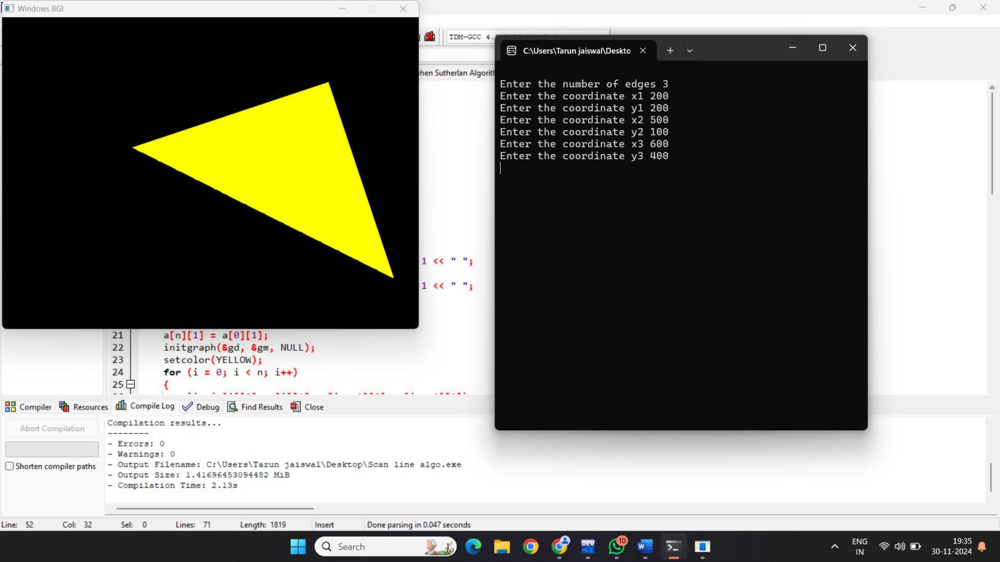 Windows BGI
TDM-GCC 4.
hen Sutherlan Algorith
C:\Users\Tarun jaiswal\Deskto
Enter the number of edges 3
Enter the coordinate x1 200
Enter the coordinate y1 200
Enter the coordinate x2 500
Enter the coordinate y2 100
Enter the coordinate x3 600
Enter the coordinate y3 400
1 << " ";
1 << " ";
21 a[n][1] = a[0][1];
22 initgraph(&gd, &gm, NULL);
23 setcolor(YELLOW);
24 for (i = 0; i < n; i++)
25 {
Compiler Resources Compile Log Debug Find Results Close
Abort Compilation
Shorten compiler paths
Compilation results...
--------
- Errors: 0
- Warnings: 0
- Output Filename: C:\Users\Tarun jaiswal\Desktop\Scan line algo.exe
- Output Size: 1.41696453094482 MiB
- Compilation Time: 2.13s
Line: 52 Col: 32 Sel: 0 Lines: 71 Length: 1819 Insert Done parsing in 0.047 seconds
Search
DEV
10
ENG
IN
19:35
30-11-2024